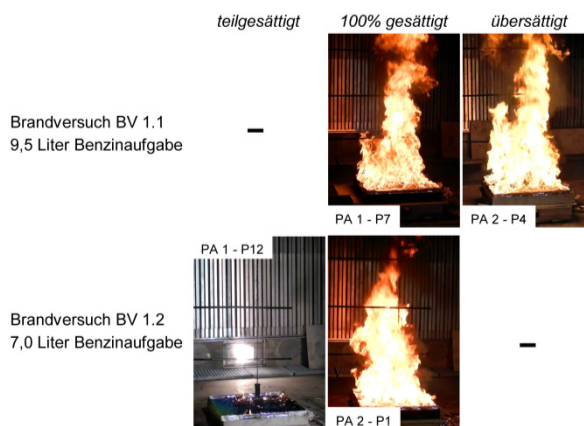 teilgesättigt
100% gesättigt
übersättigt
Brandversuch BV 1.1
9,5 Liter Benzinaufgabe
–
PA 1 - P7
PA 2 - P4
Brandversuch BV 1.2
7,0 Liter Benzinaufgabe
PA 1 - P12
PA 2 - P1
–